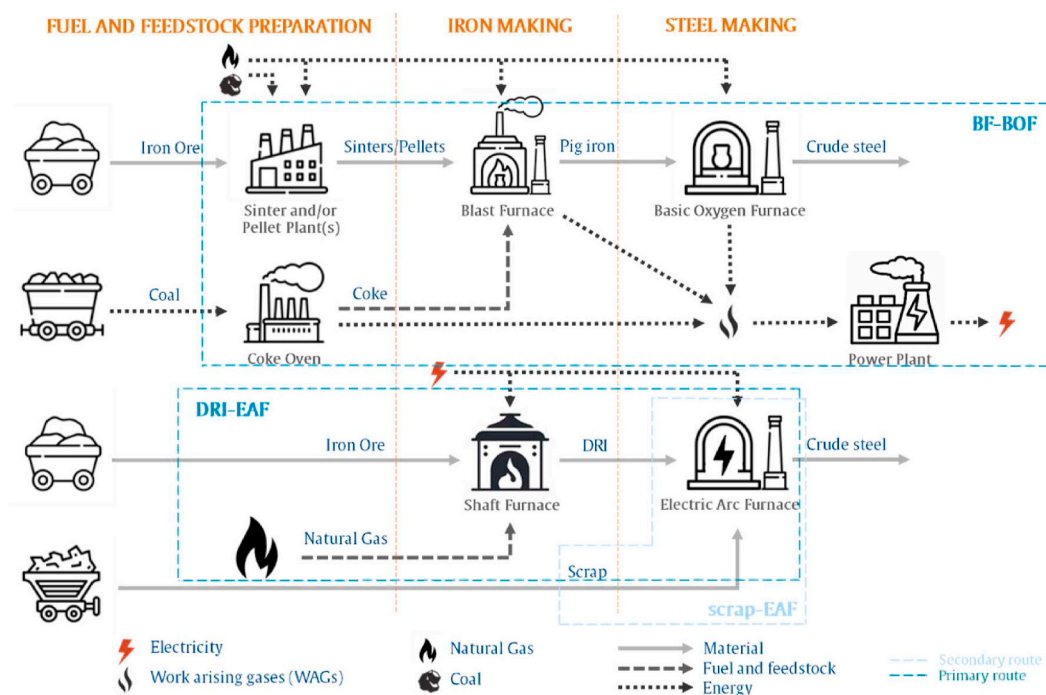 FUEL AND FEEDSTOCK PREPARATION
IRON MAKING
STEEL MAKING
BF-BOF
Iron Ore
Sinters/Pellets
Pig iron
Crude steel
Sinter and/or
Pellet Plant(s)
Blast Furnace
Basic Oxygen Furnace
Coal
Coke
Coke Oven
Power Plant
DRI-EAF
Iron Ore
DRI
Crude steel
Shaft Furnace
Electric Arc Furnace
Natural Gas
Scrap
scrap-EAF
Electricity
Work arising gases (WAGs)
Natural Gas
Coal
Material
Fuel and feedstock
Energy
Secondary route
Primary route